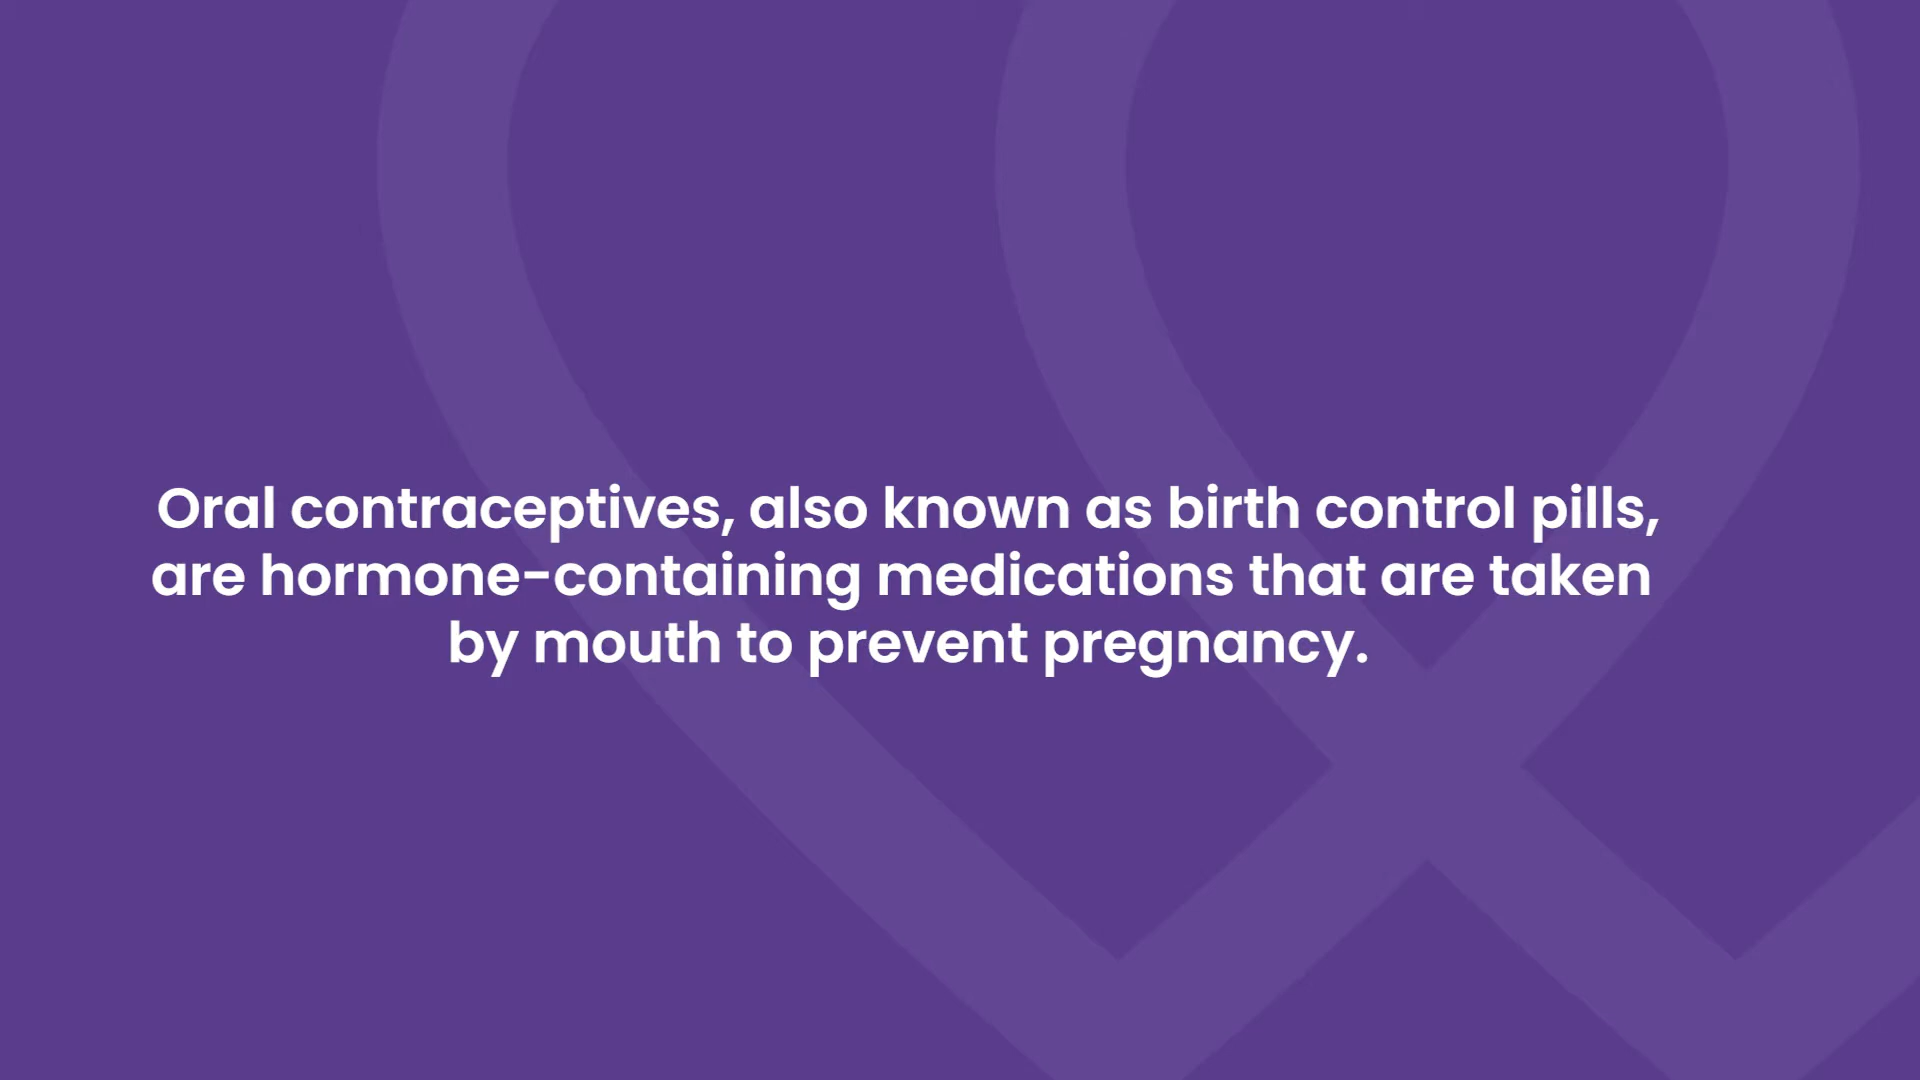 Oral contraceptives, also known as birth control pills,
are hormone-containing medications that are taken
by mouth to prevent pregnancy.